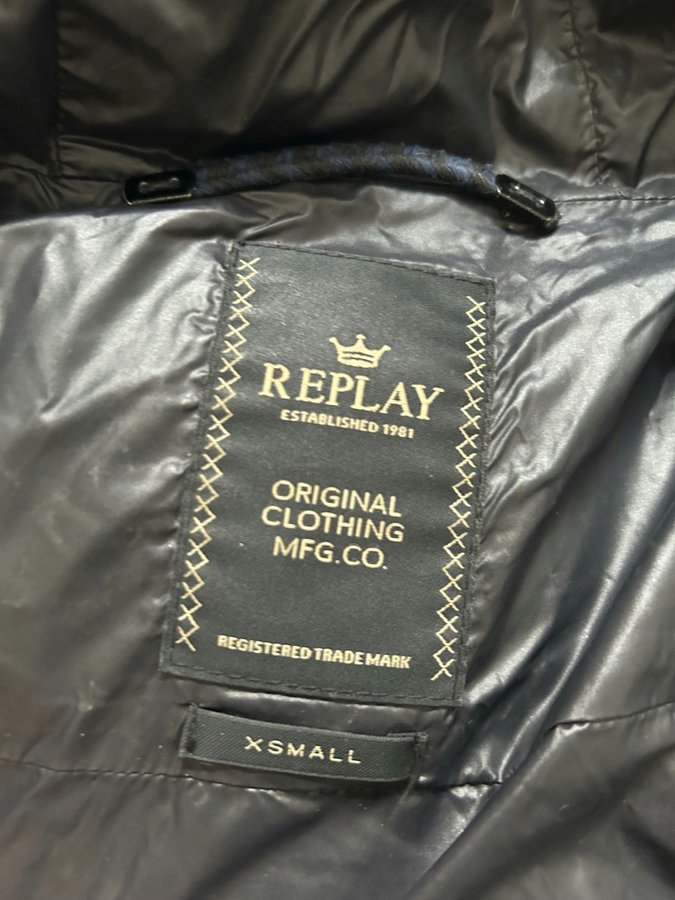 REPLAY
ESTABLISHED 1981
ORIGINAL
CLOTHING
MFG.CO.
REGISTERED TRADE MARK
XSMALL